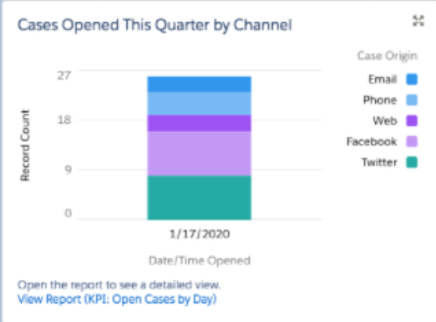 Cases Opened This Quarter by Channel
Case Origin
Email
Phone
Web
Facebook
Twitter
Record Count
27
18
9
0
1/17/2020
Date/Time Opened
Open the report to see a detailed view.
View Report (KPI: Open Cases by Day)